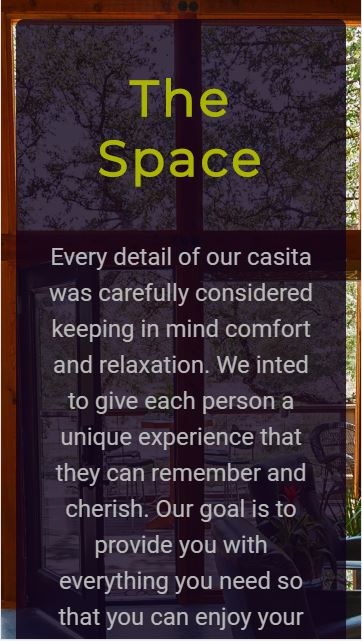 The
Space
Every detail of our casita
was carefully considered
keeping in mind comfort
and relaxation. We inted
to give each person a
unique experience that
they can remember and
cherish. Our goal is to
provide you with
everything you need so
that you can enjoy your